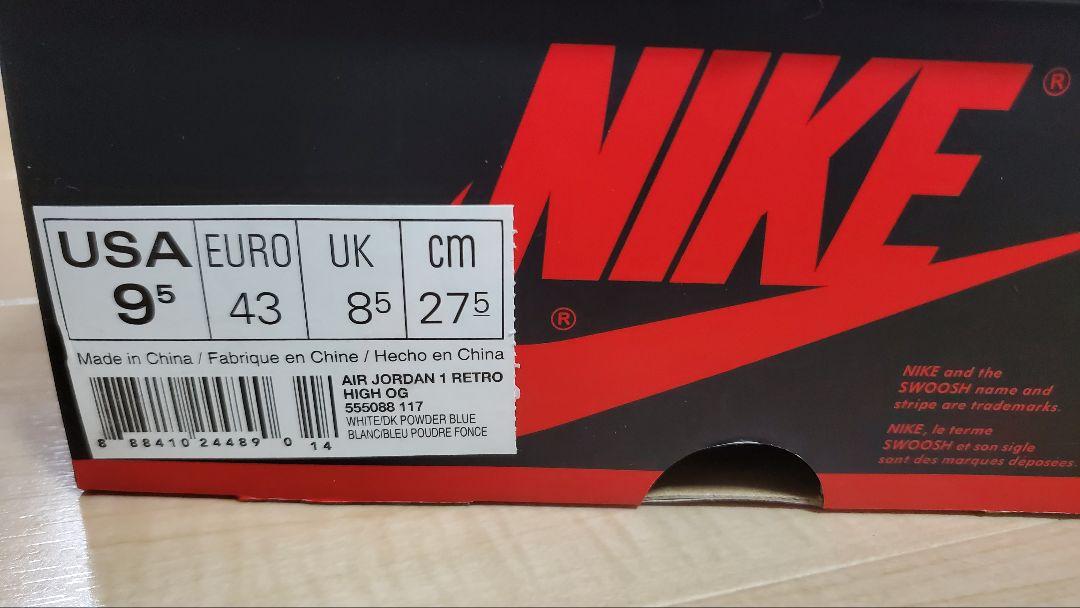 NIKE®
®
USA EURO UK cm
9⁵ 43 8⁵ 27⁵
Made in China / Fabrique en Chine / Hecho en China
AIR JORDAN 1 RETRO
HIGH OG
555088 117
WHITE/DK POWDER BLUE
BLANC/BLEU POUDRE FONCE
8 88410 24489 0 14
NIKE and the
SWOOSH name and
stripe are trademarks.
NIKE, le terme
SWOOSH et son sigle
sont des marques déposées.